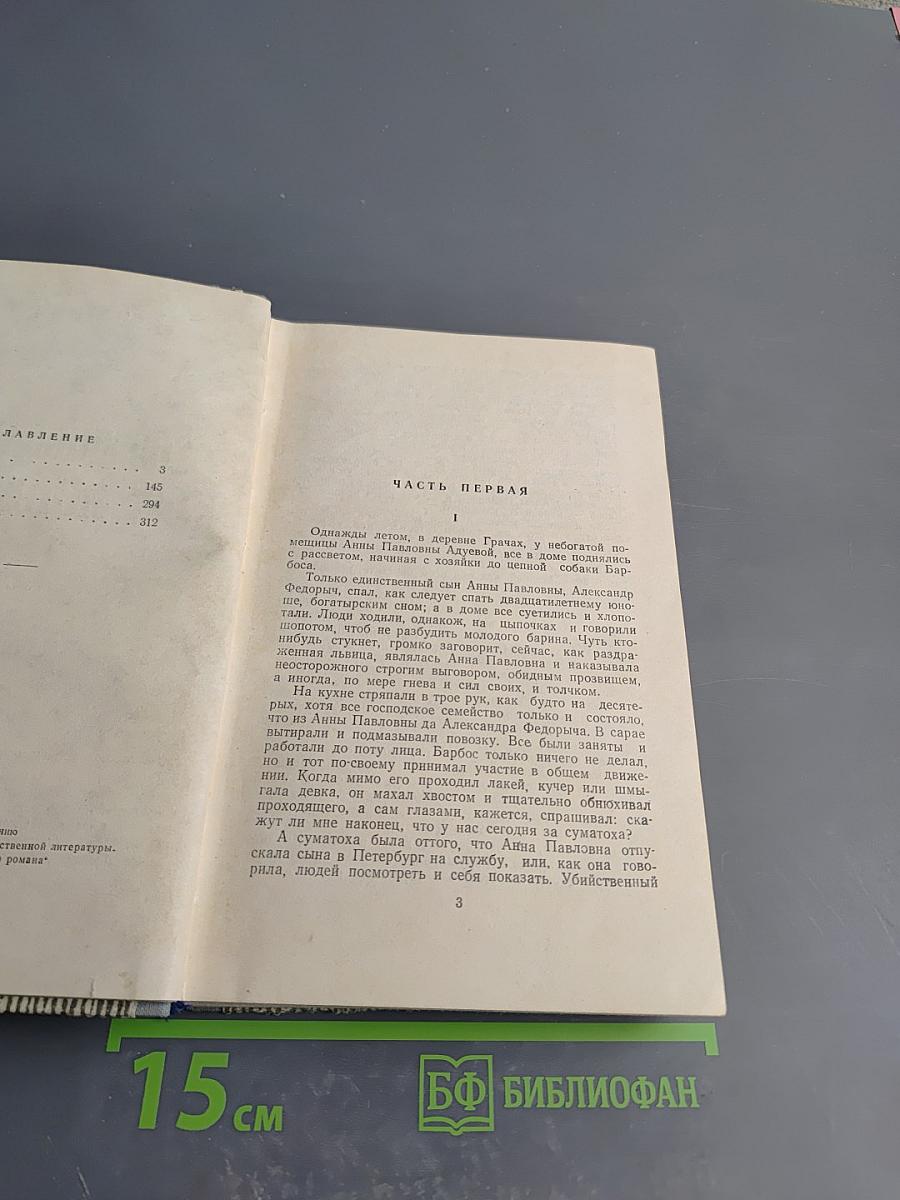 ЛАВЛЕНИЕ
. . . . . . . . 3
. . . . . . . . . 145
. . . . . . . . . 294
. . . . . . . . . 312
нию
ственной литературы.
романа"
ЧАСТЬ ПЕРВАЯ
I
Однажды летом, в деревне Грачах, у небогатой по-
мещицы Анны Павловны Адуевой, все в доме поднялись
с рассветом, начиная с хозяйки до цепной собаки Бар-
боса.
Только единственный сын Анны Павловны, Александр
Федорыч, спал, как следует спать двадцатилетнему юно-
ше, богатырским сном; а в доме все суетились и хлопо-
тали. Люди ходили, однакож, на цыпочках и говорили
шопотом, чтоб не разбудить молодого барина. Чуть кто-
нибудь стукнет, громко заговорит, сейчас, как раздра-
женная львица, являлась Анна Павловна и наказывала
неосторожного строгим выговором, обидным прозвищем,
а иногда, по мере гнева и сил своих, и толчком.
На кухне стряпали в трое рук, как будто на десяте-
рых, хотя все господское семейство только и состояло,
что из Анны Павловны да Александра Федорыча. В сарае
вытирали и подмазывали повозку. Все были заняты и
работали до поту лица. Барбос только ничего не делал,
но и тот по-своему принимал участие в общем движе-
нии. Когда мимо его проходил лакей, кучер или шмы-
гала девка, он махал хвостом и тщательно обнюхивал
проходящего, а сам глазами, кажется, спрашивал: ска-
жут ли мне наконец, что у нас сегодня за суматоха?
А суматоха была оттого, что Анна Павловна отпу-
скала сына в Петербург на службу, или, как она гово-
рила, людей посмотреть и себя показать. Убийственный
3
15 см
БФ БИБЛИОФАН